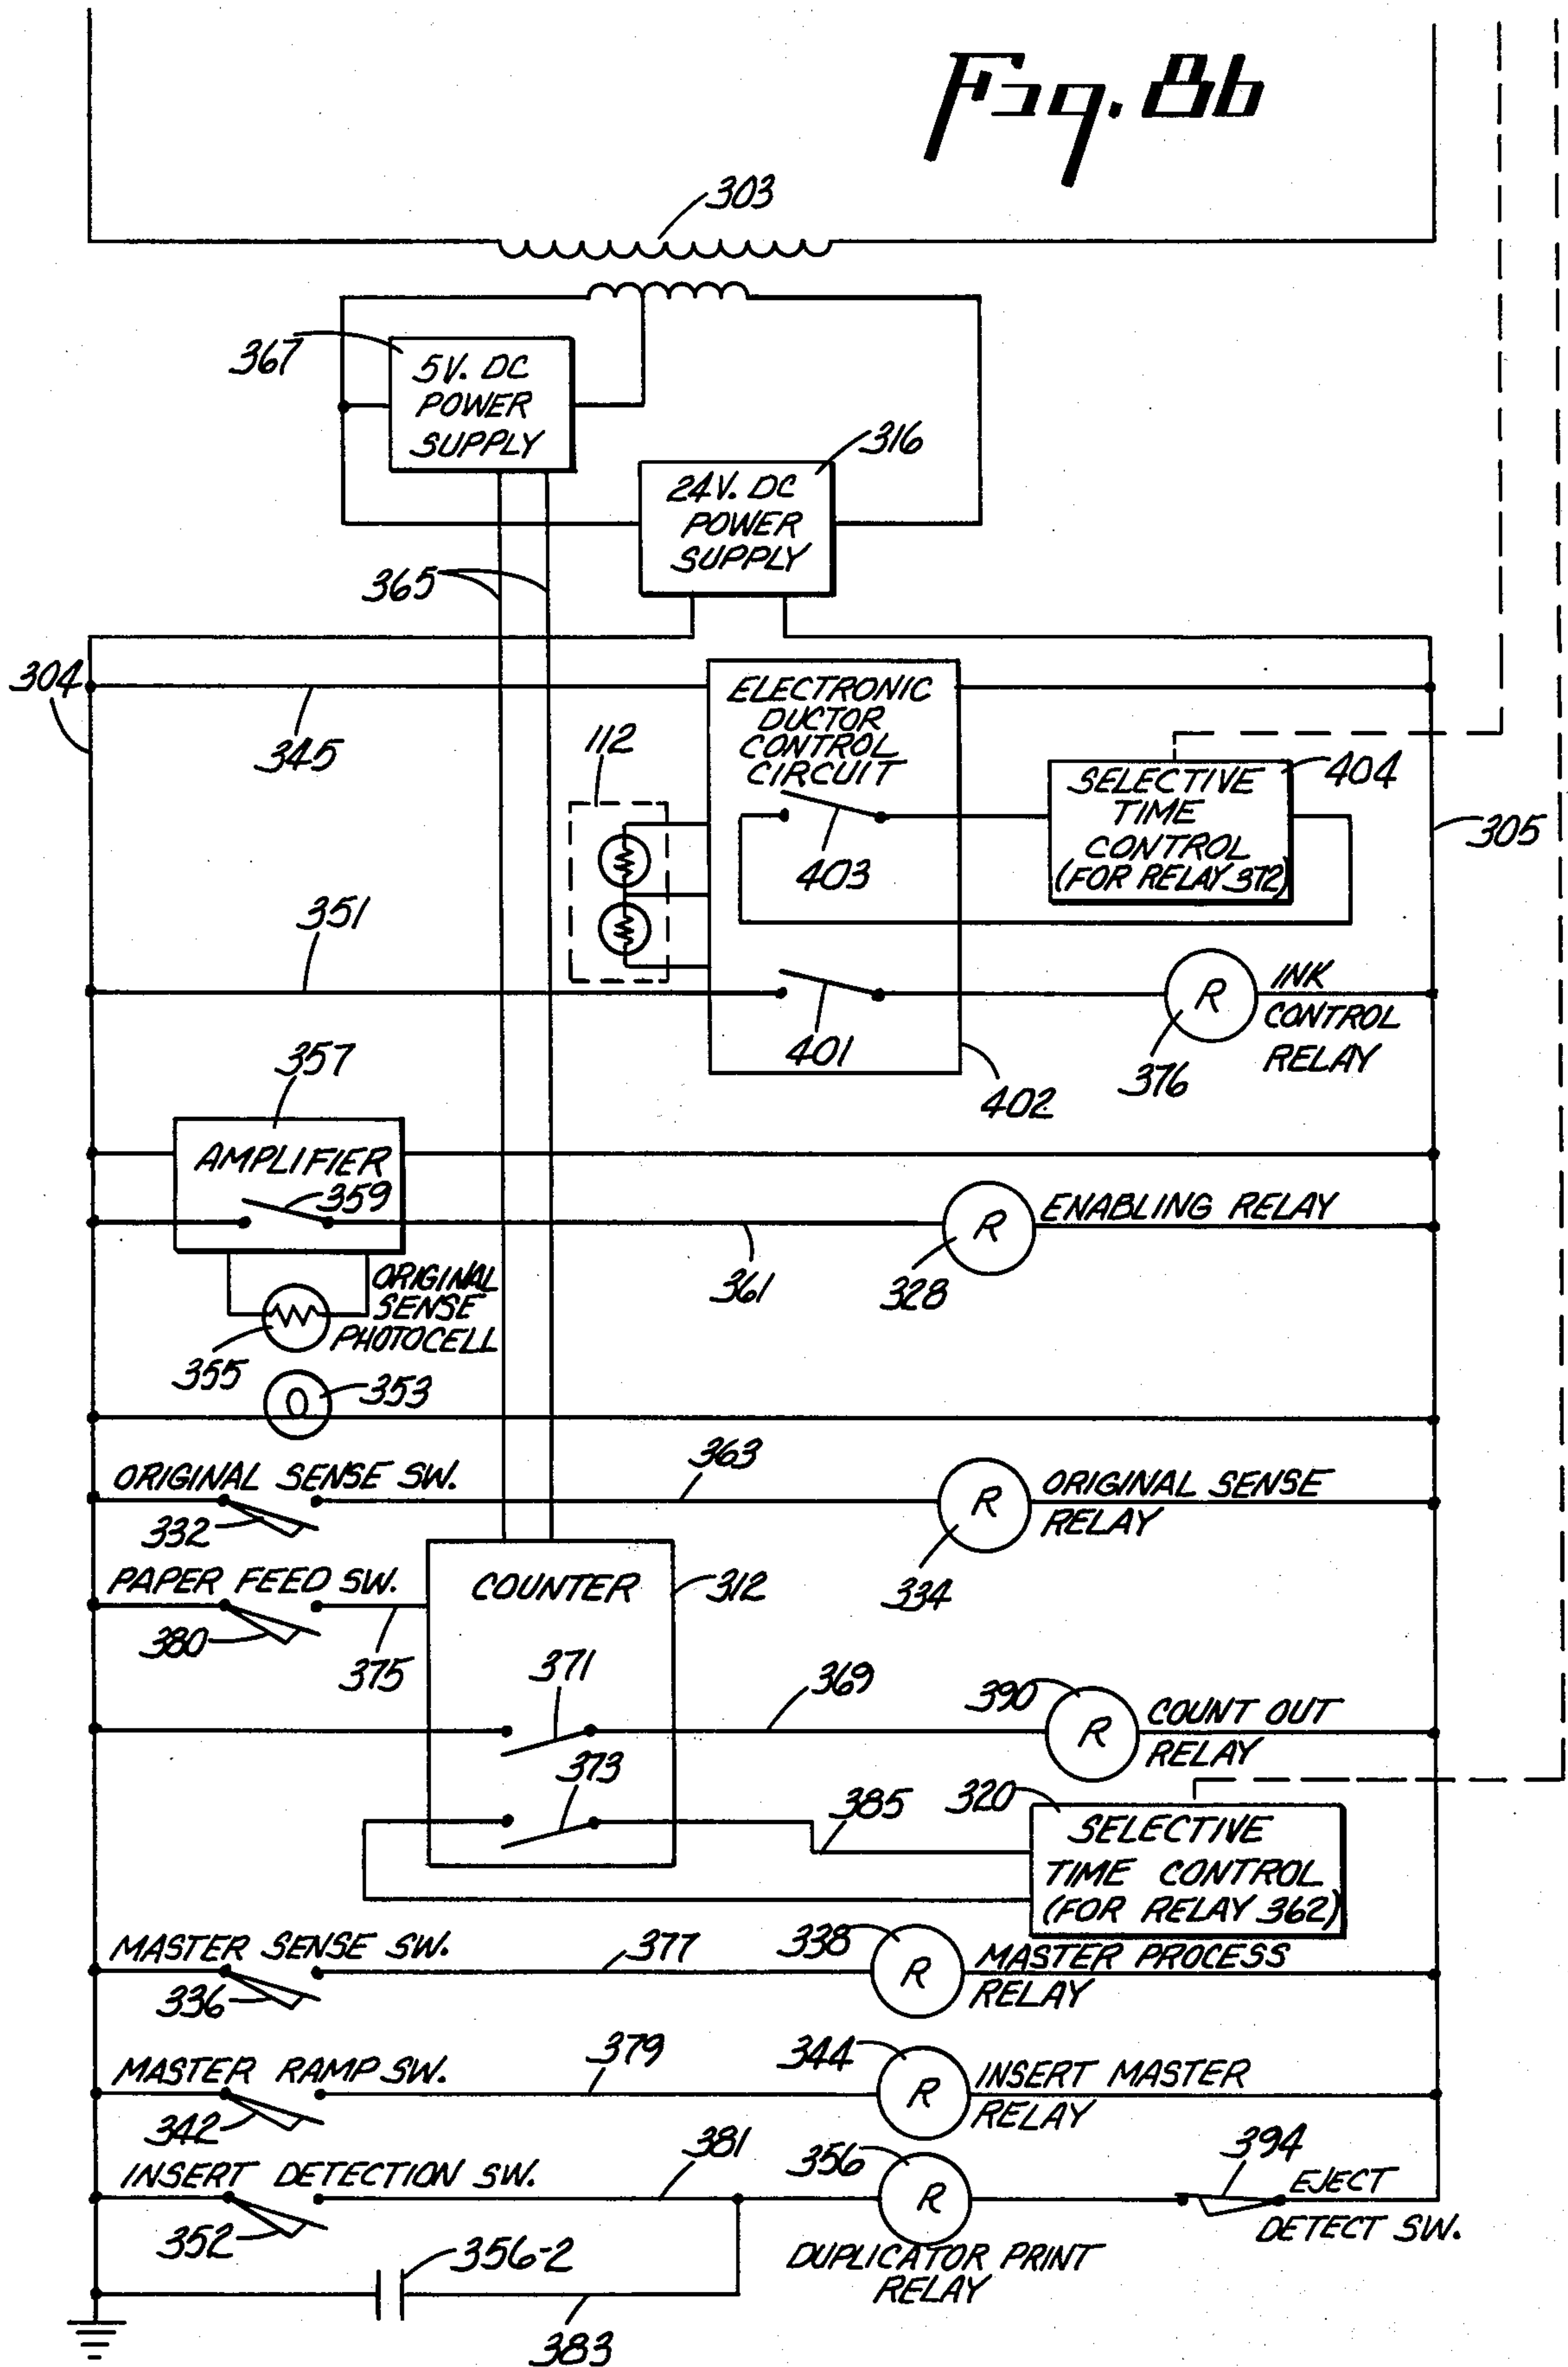 Fig. 8b
303
367
5V. DC
POWER
SUPPLY
316
24V. DC
POWER
SUPPLY
365
304
345
112
ELECTRONIC
DUCTOR
CONTROL
CIRCUIT
403
SELECTIVE
TIME
CONTROL
(FOR RELAY 372)
404
305
351
401
402
R
376
INK
CONTROL
RELAY
357
AMPLIFIER
359
361
R
328
ENABLING RELAY
ORIGINAL
SENSE
PHOTOCELL
355
353
ORIGINAL SENSE SW.
332
363
R
334
ORIGINAL SENSE
RELAY
PAPER FEED SW.
380
375
COUNTER
312
371
369
390
R
COUNT OUT
RELAY
373
385
320
SELECTIVE
TIME CONTROL
(FOR RELAY 362)
MASTER SENSE SW.
336
377
338
R
MASTER PROCESS
RELAY
MASTER RAMP SW.
342
379
344
R
INSERT MASTER
RELAY
INSERT DETECTION SW.
352
381
356
R
DUPLICATOR PRINT
RELAY
394
EJECT
DETECT SW.
356-2
383